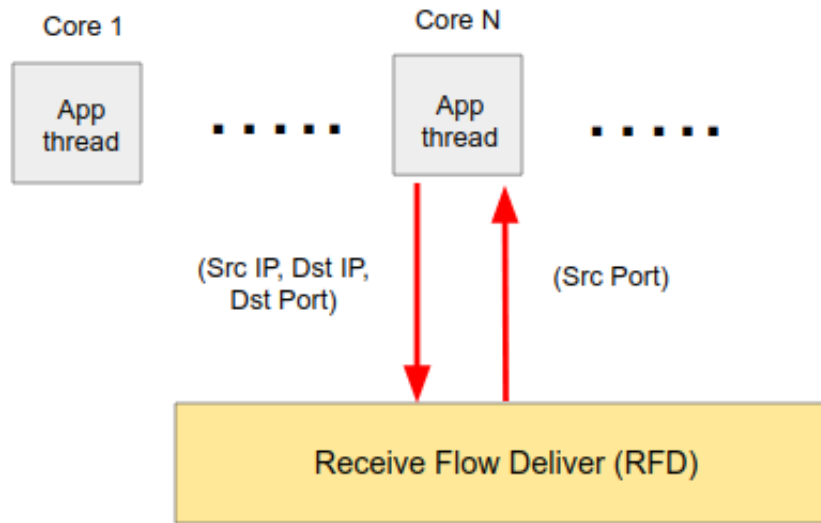 Core 1
Core N
App
thread
App
thread
(Src IP, Dst IP,
Dst Port)
(Src Port)
Receive Flow Deliver (RFD)